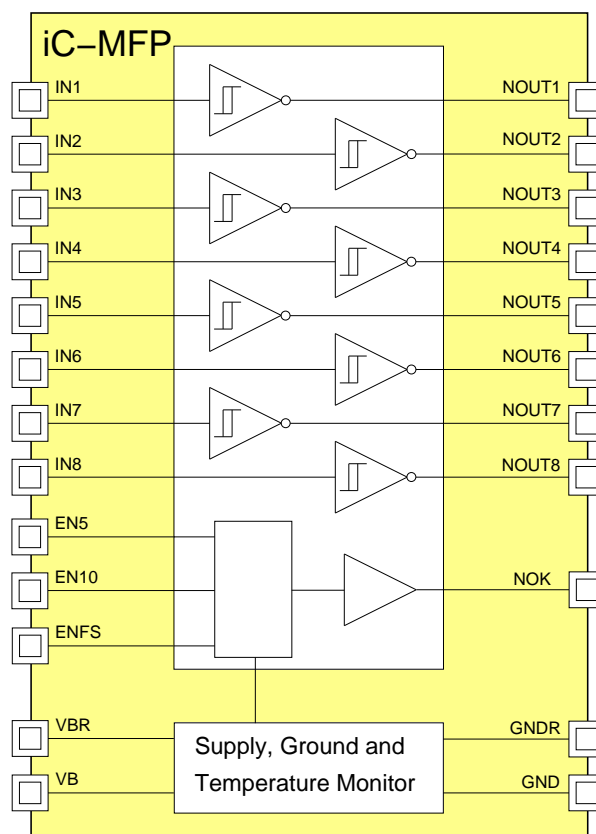 iC−MFP
IN1
NOUT1
IN2
NOUT2
IN3
NOUT3
IN4
NOUT4
IN5
NOUT5
IN6
NOUT6
IN7
NOUT7
IN8
NOUT8
EN5
EN10
NOK
ENFS
VBR
GNDR
Supply, Ground and
Temperature Monitor
VB
GND